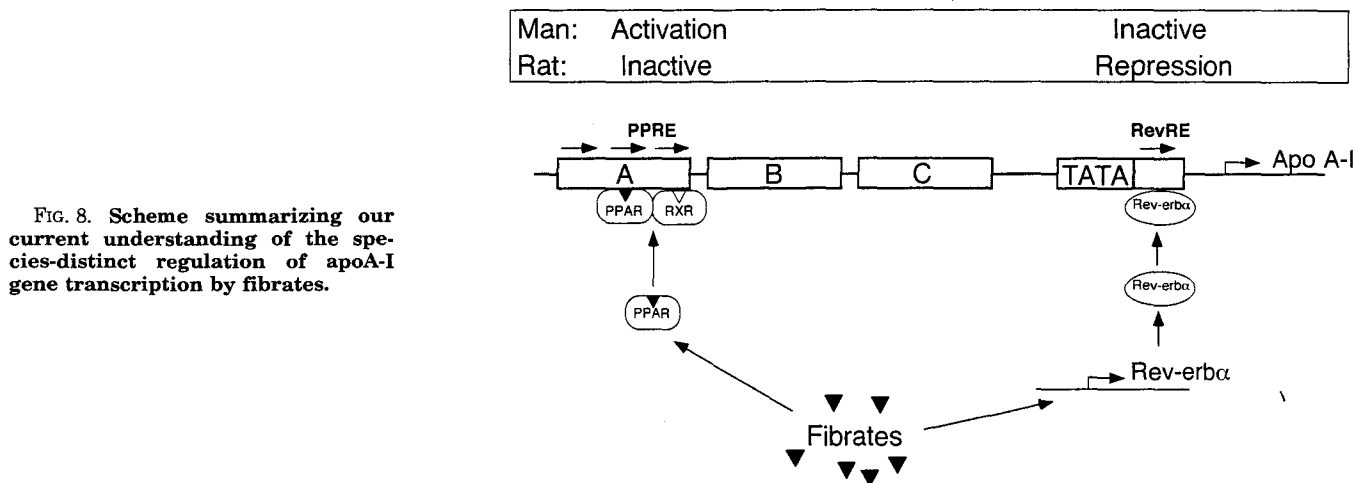 Man: Activation Inactive
Rat: Inactive Repression
PPRE RevRE
A B C TATA Apo A-I
PPAR RXR Rev-erbα
Rev-erbα
PPAR
Rev-erbα
Fibrates
FIG. 8. Scheme summarizing our
current understanding of the spe-
cies-distinct regulation of apoA-I
gene transcription by fibrates.